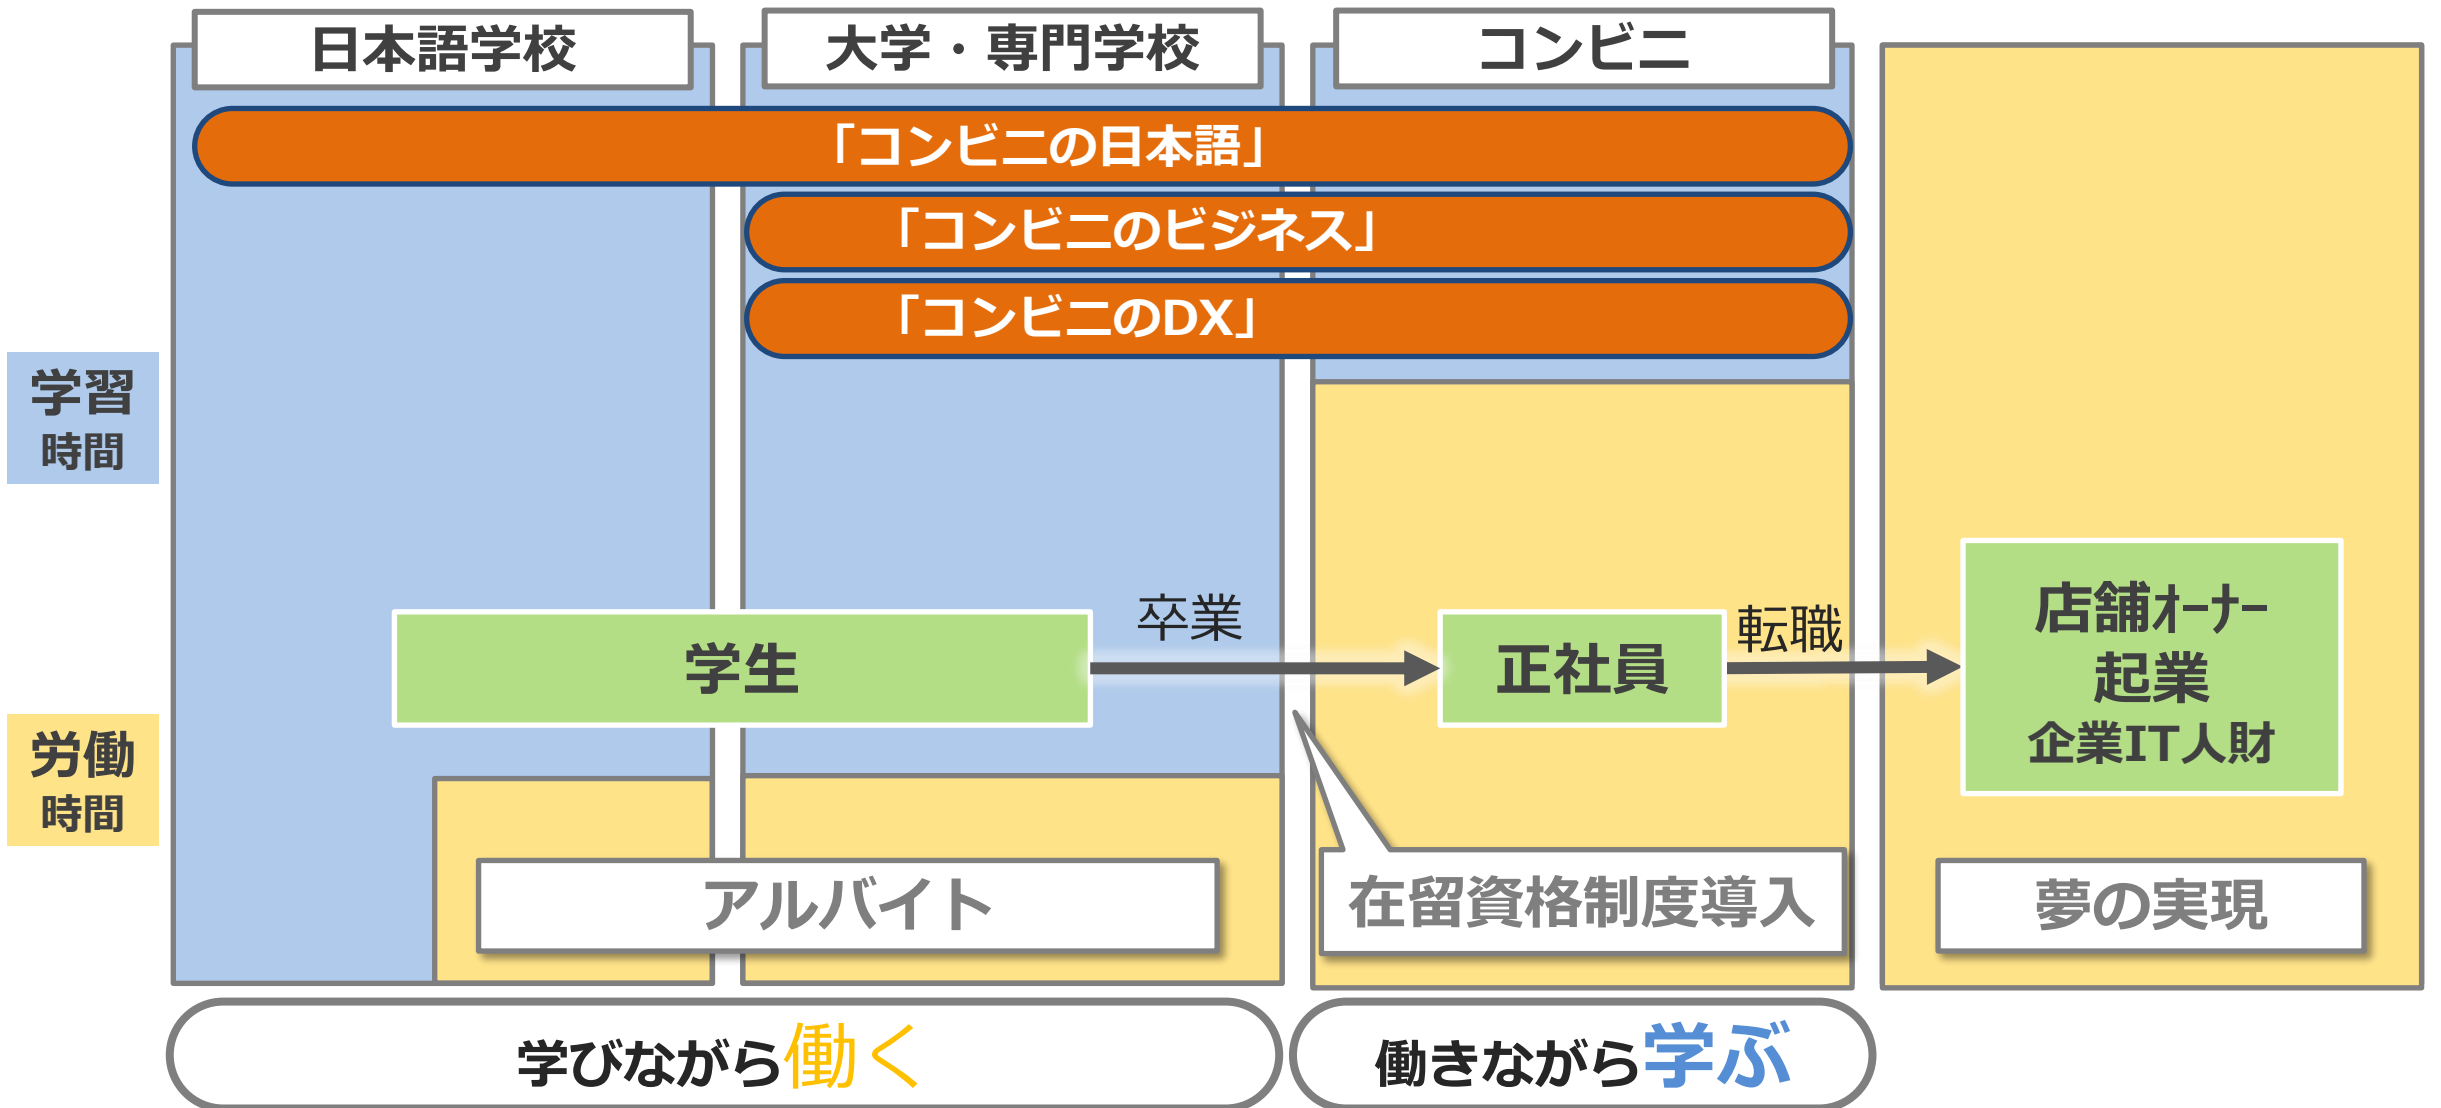 日本語学校
大学・専門学校
コンビニ
「コンビニの日本語」
「コンビニのビジネス」
「コンビニのDX」
学習
時間
労働
時間
学生
卒業
正社員
転職
店舗ｵｰﾅｰ
起業
企業IT人財
アルバイト
在留資格制度導入
夢の実現
学びながら働く
働きながら学ぶ